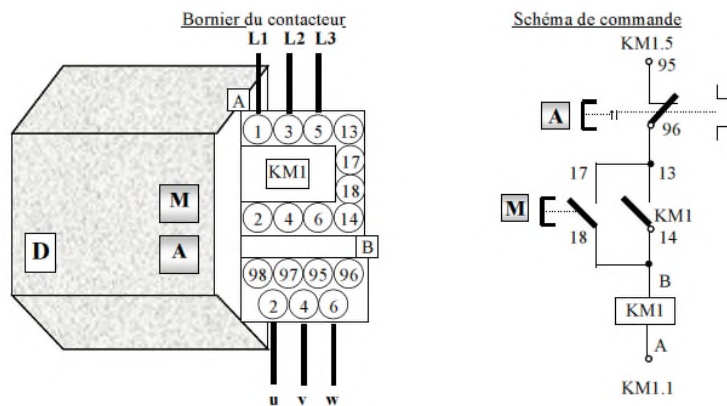 Bornier du contacteur
L1 L2 L3
A
1 3 5 13
17
KM1
18
M
2 4 6 14
D
A
B
98 97 95 96
2 4 6
u v w
Schéma de commande
KM1.5
95
A
96
17 13
M
KM1
18 14
B
KM1
A
KM1.1